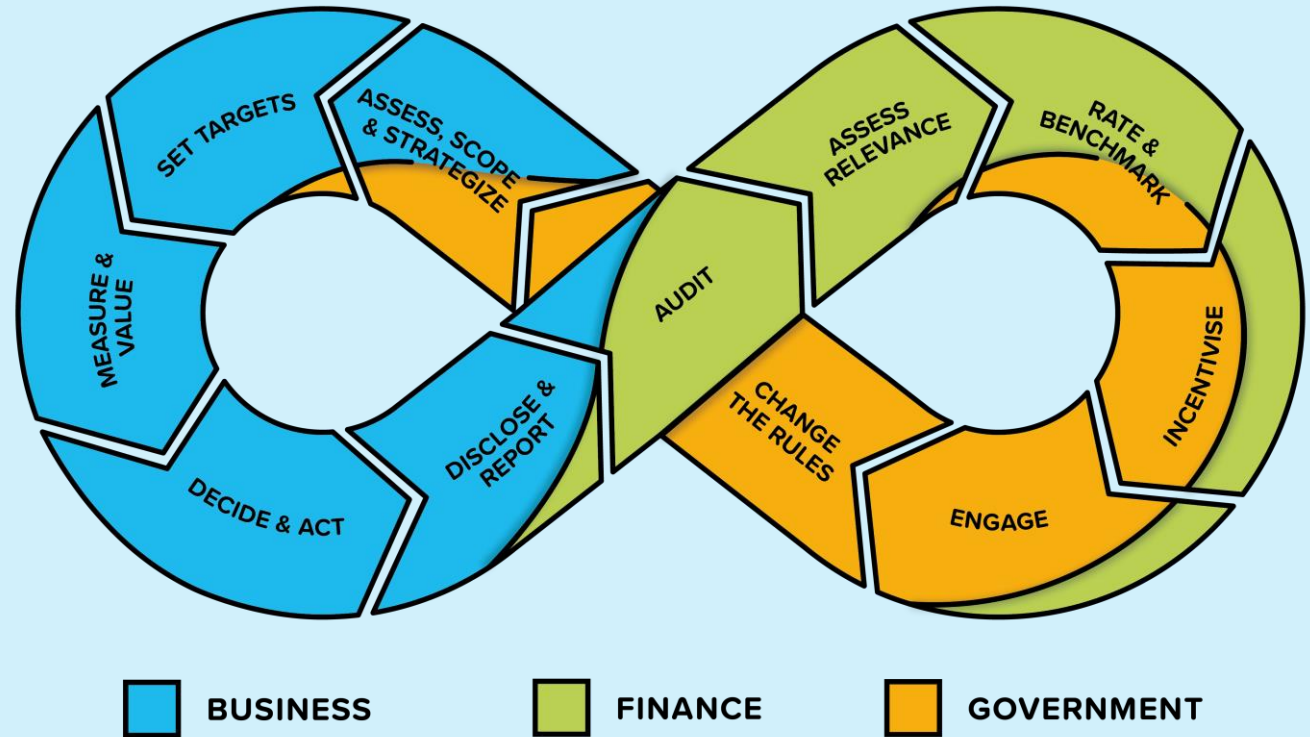 SET TARGETS
ASSESS, SCOPE
& STRATEGIZE
ASSESS
RELEVANCE
RATE &
BENCHMARK
MEASURE &
VALUE
AUDIT
INCENTIVISE
DISCLOSE &
REPORT
CHANGE
THE RULES
DECIDE & ACT
ENGAGE
BUSINESS
FINANCE
GOVERNMENT